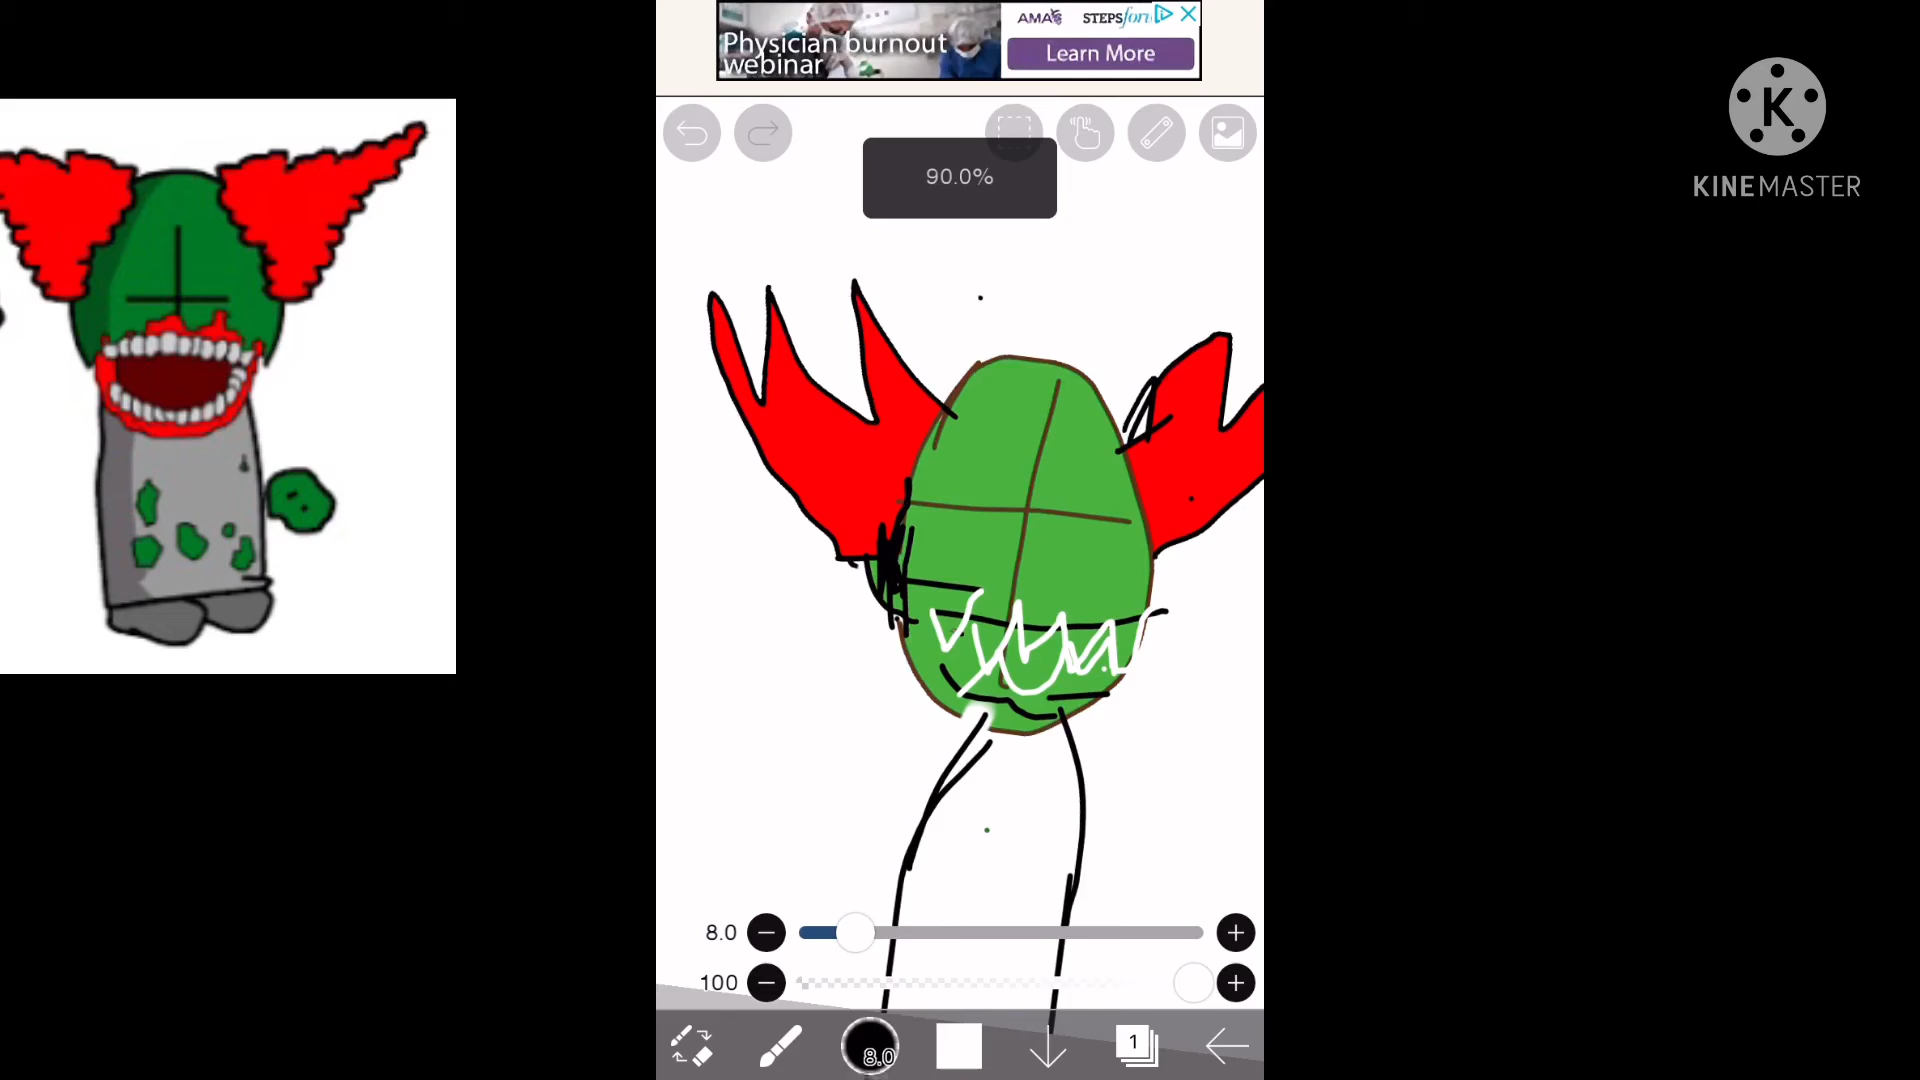 Physician burnout
webinar
AMA STEPSforward
Learn More
90.0%
K
KINEMASTER
8.0
100
8.0
1